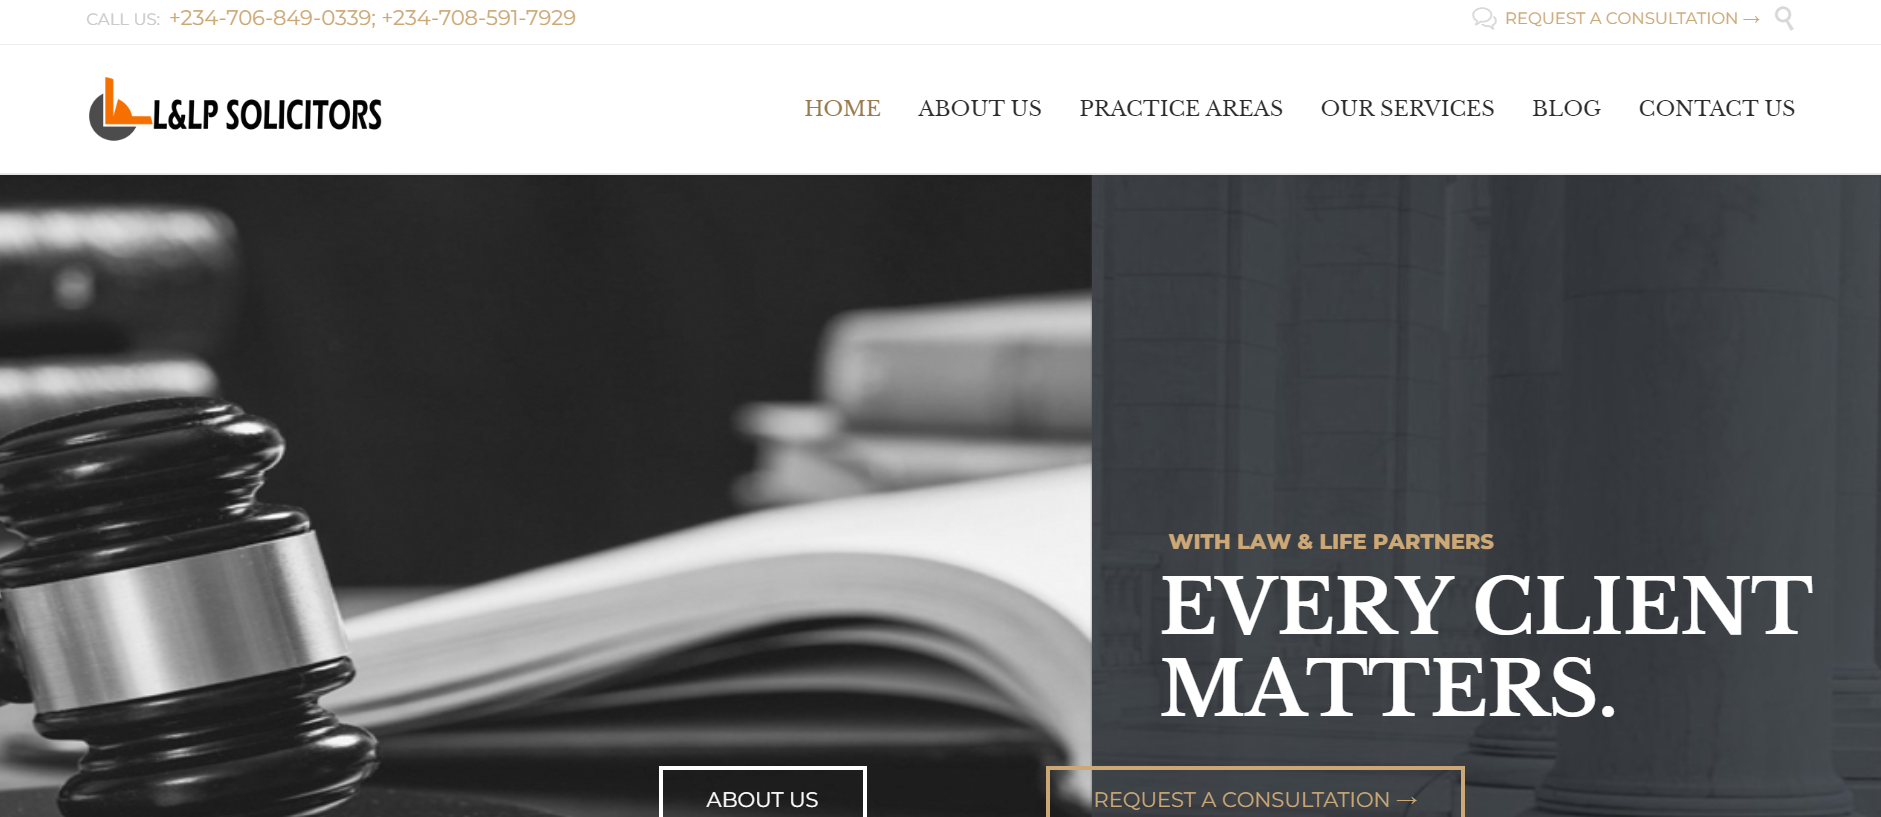 CALL US: +234-706-849-0339; +234-708-591-7929
REQUEST A CONSULTATION →
L&LP SOLICITORS
HOME ABOUT US PRACTICE AREAS OUR SERVICES BLOG CONTACT US
WITH LAW & LIFE PARTNERS
EVERY CLIENT
MATTERS.
ABOUT US
REQUEST A CONSULTATION →